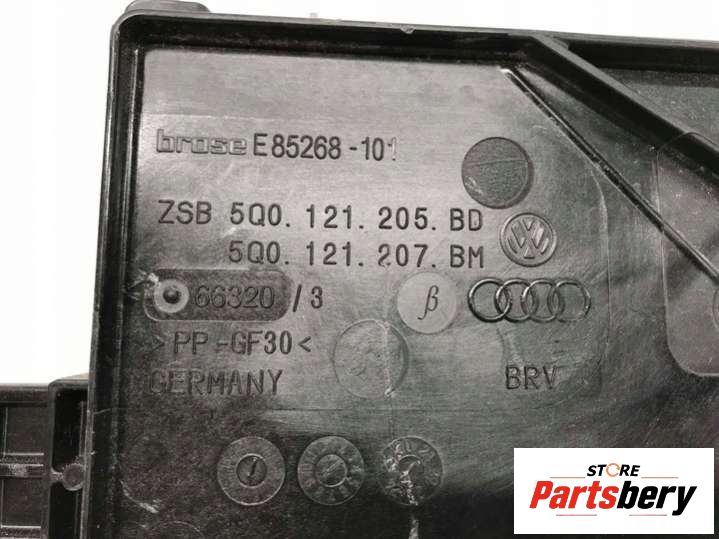 brose E85268-101
ZSB 5Q0.121.205.BD
5Q0.121.207.BM
66320/3
β
>PP-GF30<
GERMANY
BRV
STORE
Partsbery